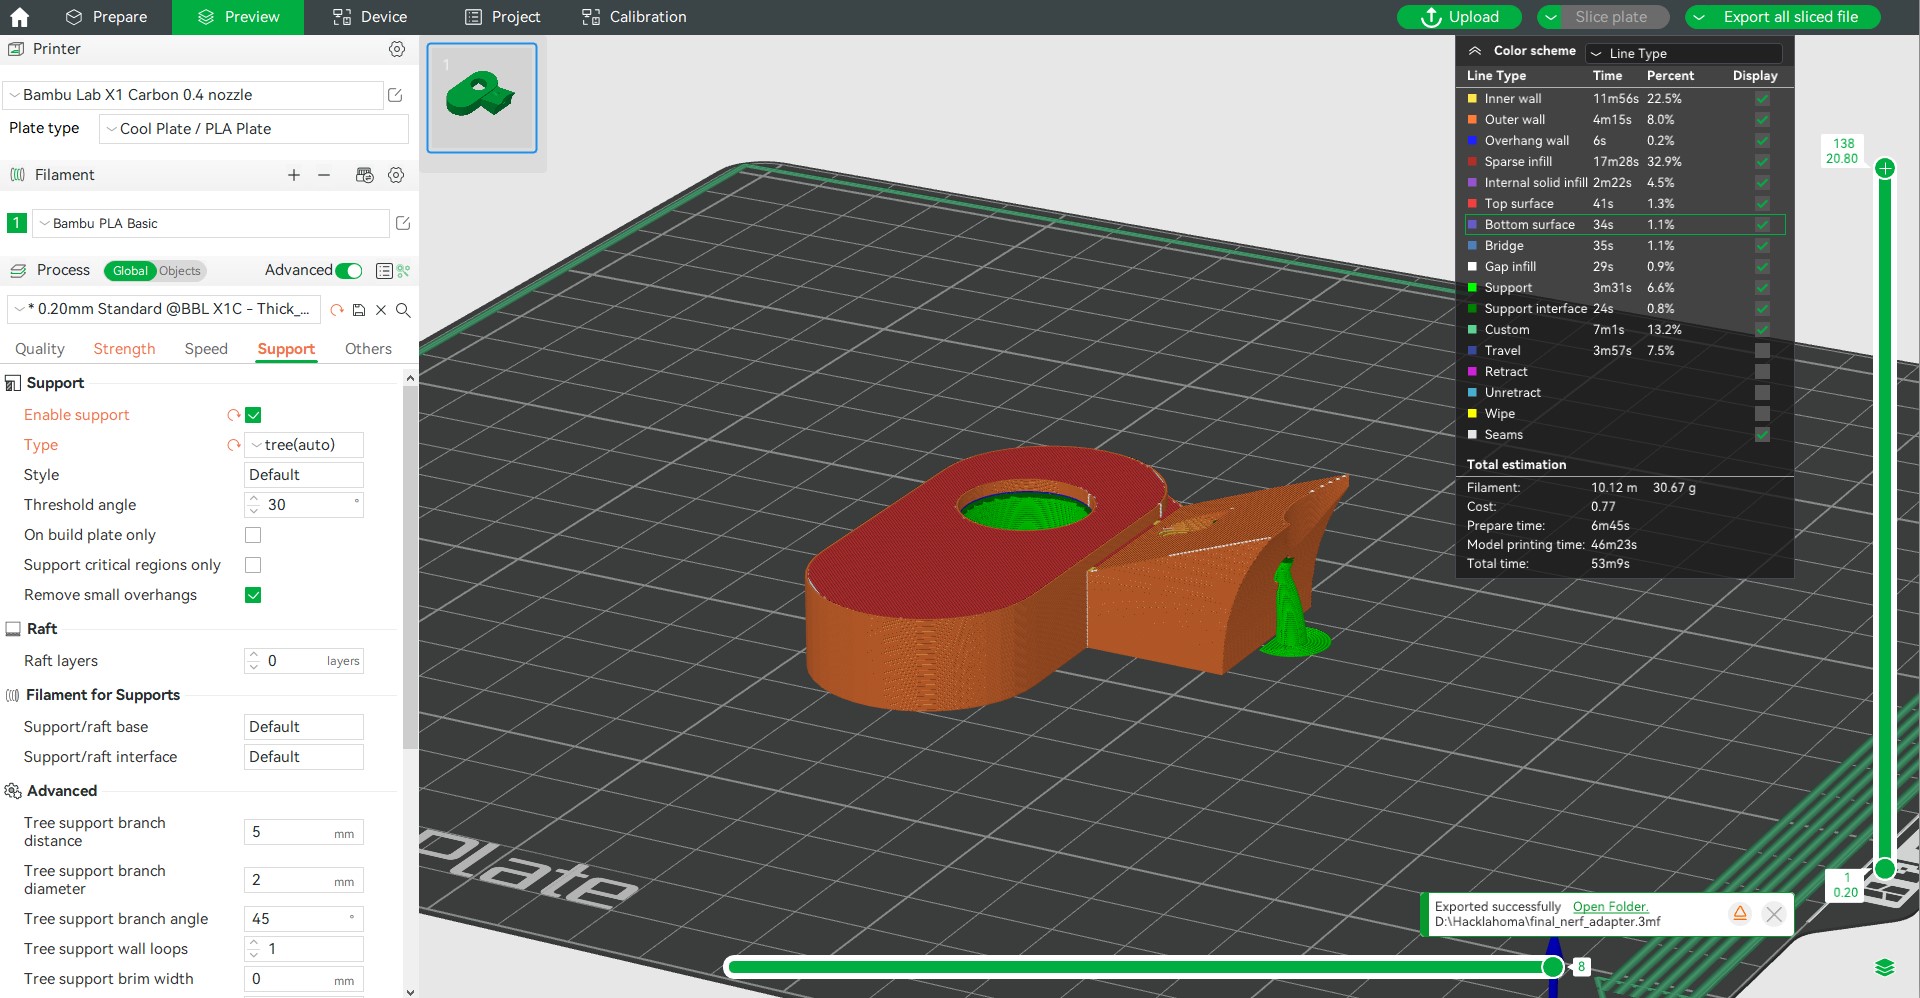 Prepare
Preview
Device
Project
Calibration
Upload
Slice plate
Export all sliced file
Printer
Bambu Lab X1 Carbon 0.4 nozzle
Plate type
Cool Plate / PLA Plate
Filament
1
Bambu PLA Basic
Process
Global
Objects
Advanced
* 0.20mm Standard @BBL X1C - Thick_...
Quality
Strength
Speed
Support
Others
Support
Enable support
Type
tree(auto)
Style
Default
Threshold angle
30 °
On build plate only
Support critical regions only
Remove small overhangs
Raft
Raft layers
0 layers
Filament for Supports
Support/raft base
Default
Support/raft interface
Default
Advanced
Tree support branch
distance
5 mm
Tree support branch
diameter
2 mm
Tree support branch angle
45 °
Tree support wall loops
1
Tree support brim width
0 mm
1
Plate
Color scheme
Line Type
Line Type Time Percent Display
Inner wall 11m56s 22.5%
Outer wall 4m15s 8.0%
Overhang wall 6s 0.2%
Sparse infill 17m28s 32.9%
Internal solid infill 2m22s 4.5%
Top surface 41s 1.3%
Bottom surface 34s 1.1%
Bridge 35s 1.1%
Gap infill 29s 0.9%
Support 3m31s 6.6%
Support interface 24s 0.8%
Custom 7m1s 13.2%
Travel 3m57s 7.5%
Retract
Unretract
Wipe
Seams
Total estimation
Filament: 10.12 m 30.67 g
Cost: 0.77
Prepare time: 6m45s
Model printing time: 46m23s
Total time: 53m9s
138
20.80
1
0.20
Exported successfully Open Folder.
D:\Hacklahoma\final_nerf_adapter.3mf
8